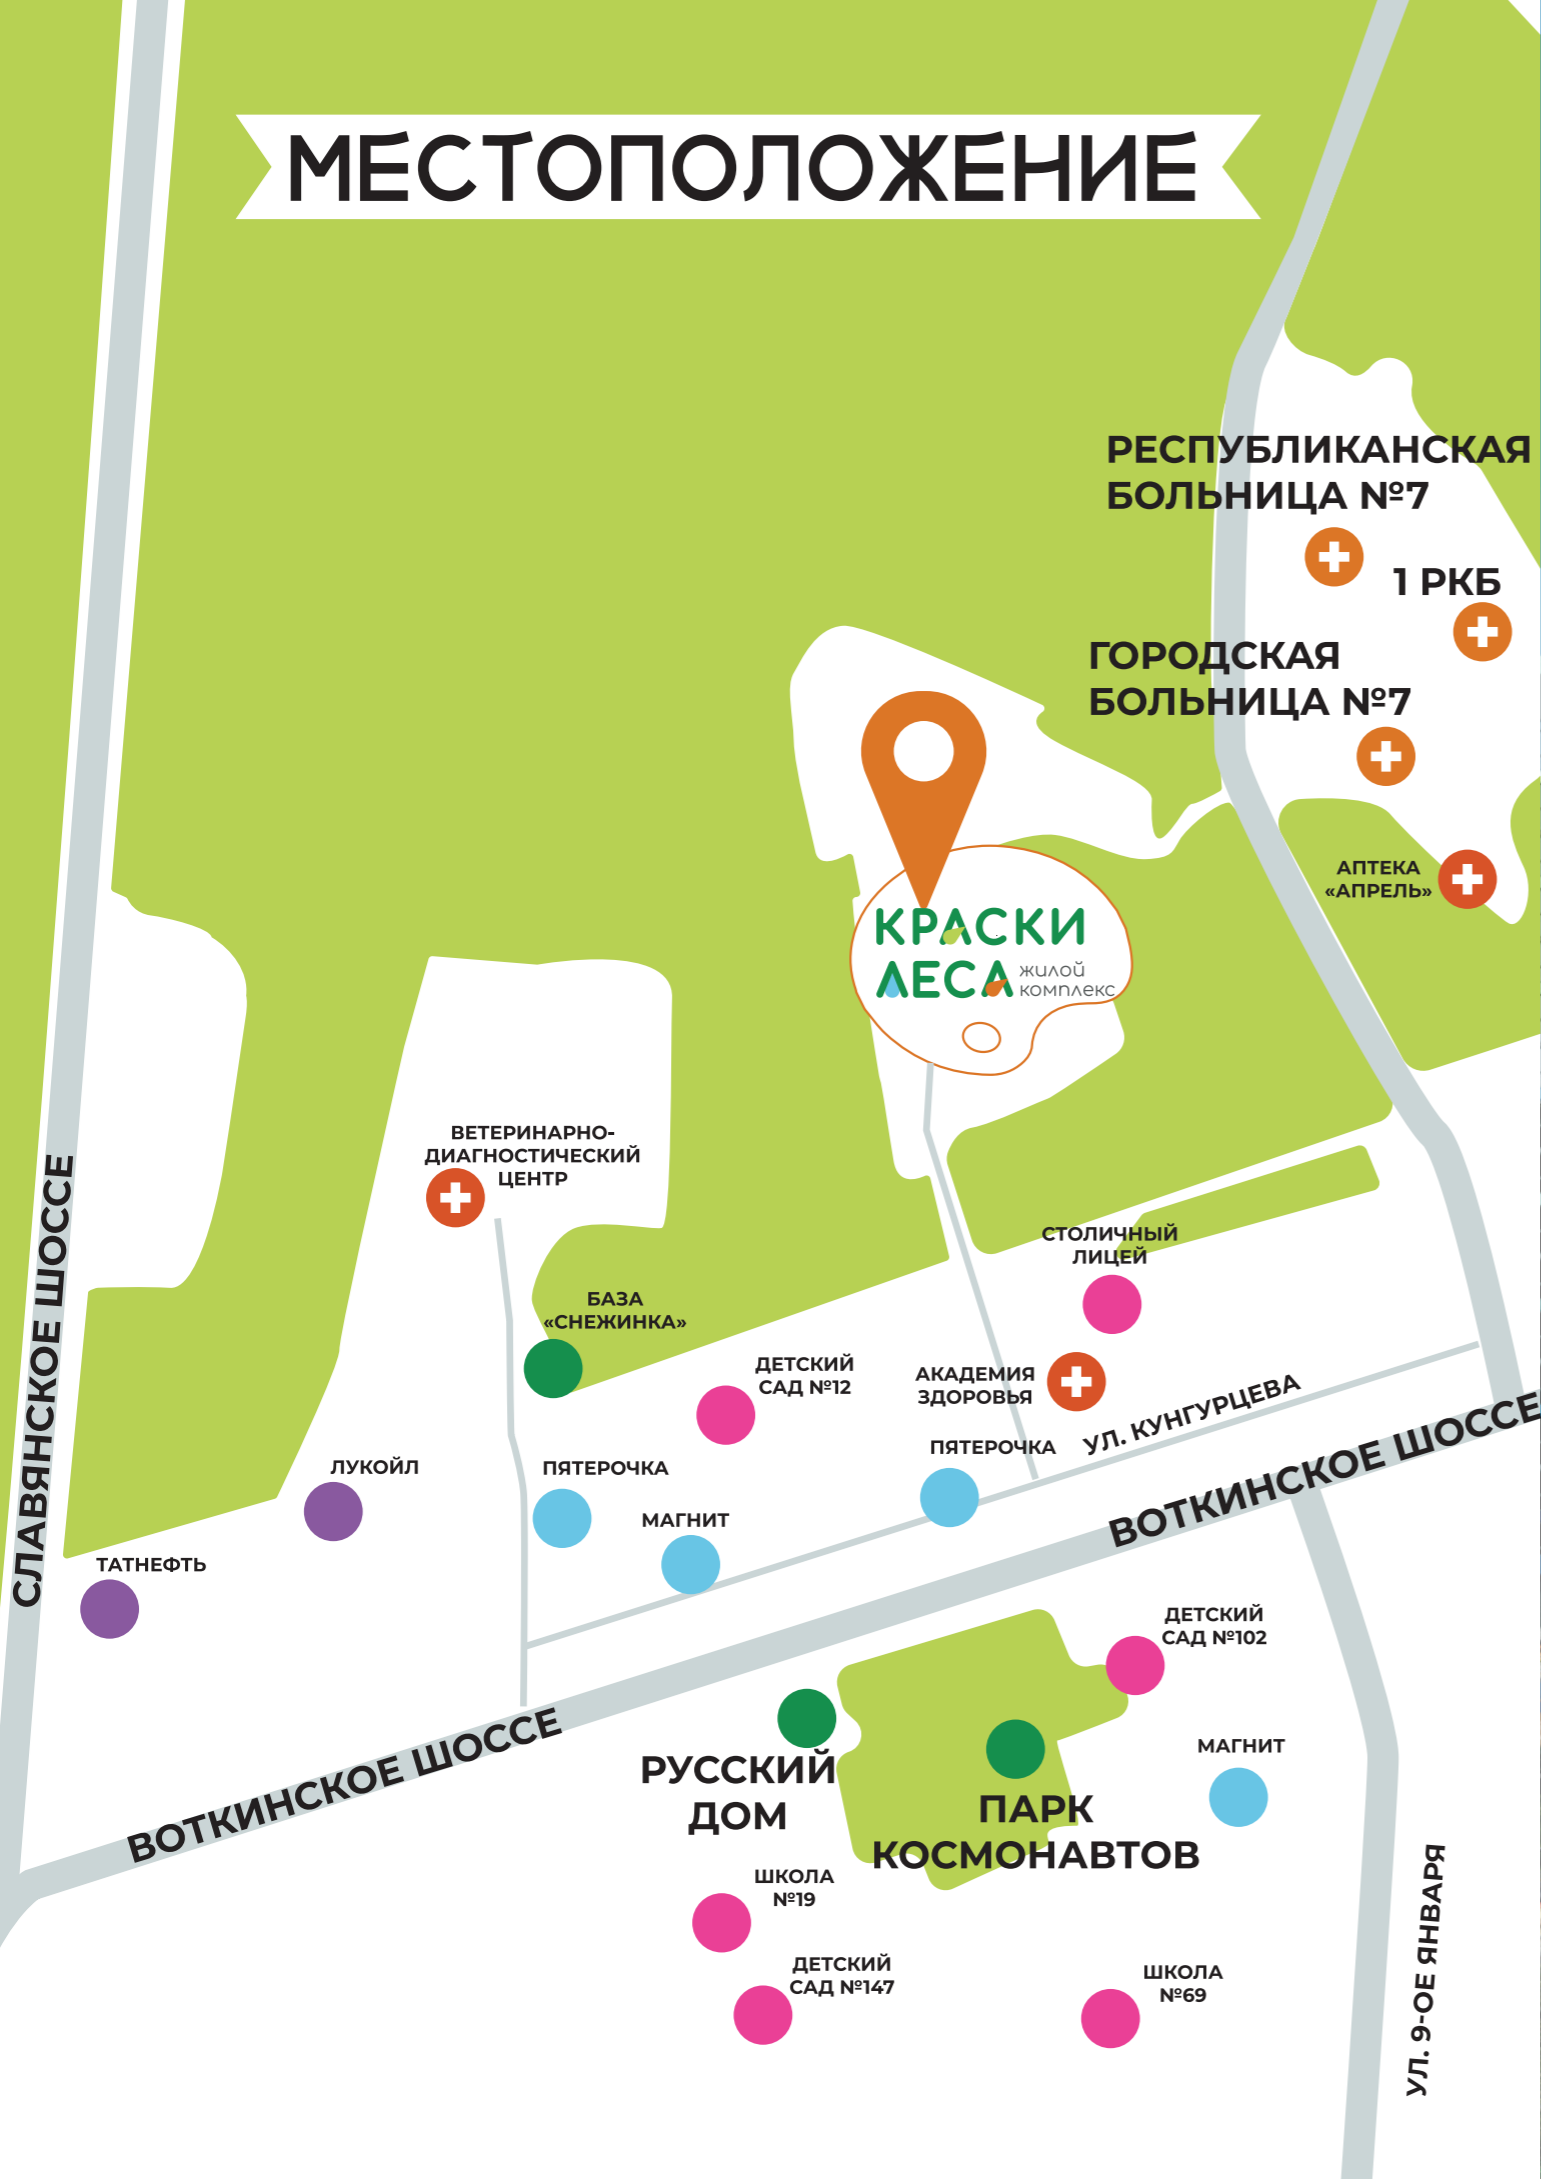 МЕСТОПОЛОЖЕНИЕ
РЕСПУБЛИКАНСКАЯ
БОЛЬНИЦА №7
1 РКБ
ГОРОДСКАЯ
БОЛЬНИЦА №7
АПТЕКА
«АПРЕЛЬ»
КРАСКИ
ЛЕСА
жилой
комплекс
ВЕТЕРИНАРНО-
ДИАГНОСТИЧЕСКИЙ
ЦЕНТР
СЛАВЯНСКОЕ ШОССЕ
СТОЛИЧНЫЙ
ЛИЦЕЙ
БАЗА
«СНЕЖИНКА»
ДЕТСКИЙ
САД №12
АКАДЕМИЯ
ЗДОРОВЬЯ
УЛ. КУНГУРЦЕВА
ПЯТЕРОЧКА
ЛУКОЙЛ
ПЯТЕРОЧКА
МАГНИТ
ВОТКИНСКОЕ ШОССЕ
ТАТНЕФТЬ
ДЕТСКИЙ
САД №102
ВОТКИНСКОЕ ШОССЕ
РУССКИЙ
ДОМ
МАГНИТ
ПАРК
КОСМОНАВТОВ
ШКОЛА
№19
ДЕТСКИЙ
САД №147
ШКОЛА
№69
УЛ. 9-ОЕ ЯНВАРЯ